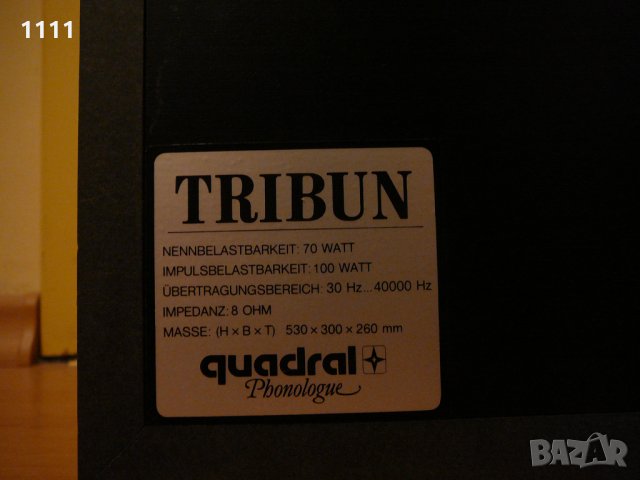 1111
TRIBUN
NENNBELASTBARKEIT: 70 WATT
IMPULSBELASTBARKEIT: 100 WATT
ÜBERTRAGUNGSBEREICH: 30 Hz...40000 Hz
IMPEDANZ: 8 OHM
MASSE: (H × B × T) 530 × 300 × 260 mm
quadral
Phonologue
BAZAR